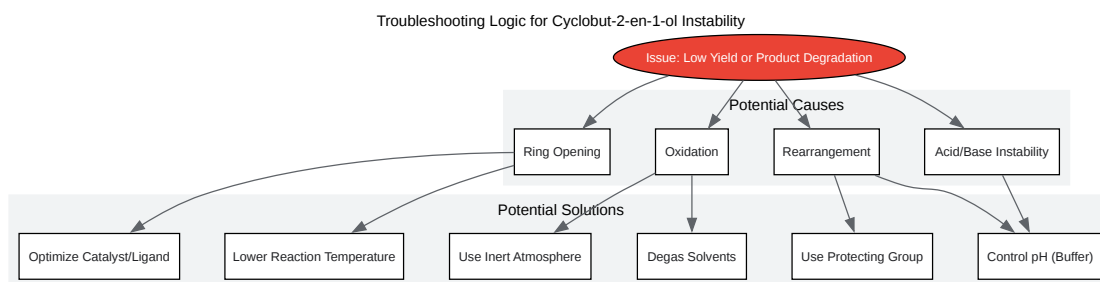 Troubleshooting Logic for Cyclobut-2-en-1-ol Instability
Issue: Low Yield or Product Degradation
Potential Causes
Ring Opening
Oxidation
Rearrangement
Acid/Base Instability
Potential Solutions
Optimize Catalyst/Ligand
Lower Reaction Temperature
Use Inert Atmosphere
Degas Solvents
Use Protecting Group
Control pH (Buffer)